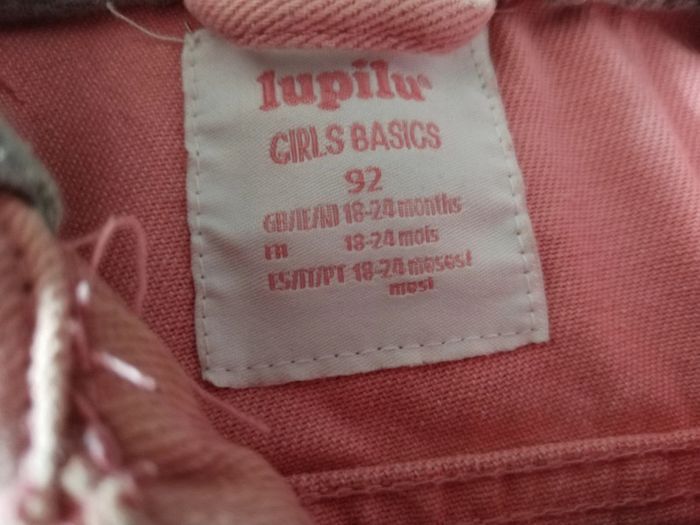 lupilu®
GIRLS BASICS
92
GB/IE/NI 18-24 months
FR 18-24 mois
ES/IT/PT 18-24 meses/
mesi